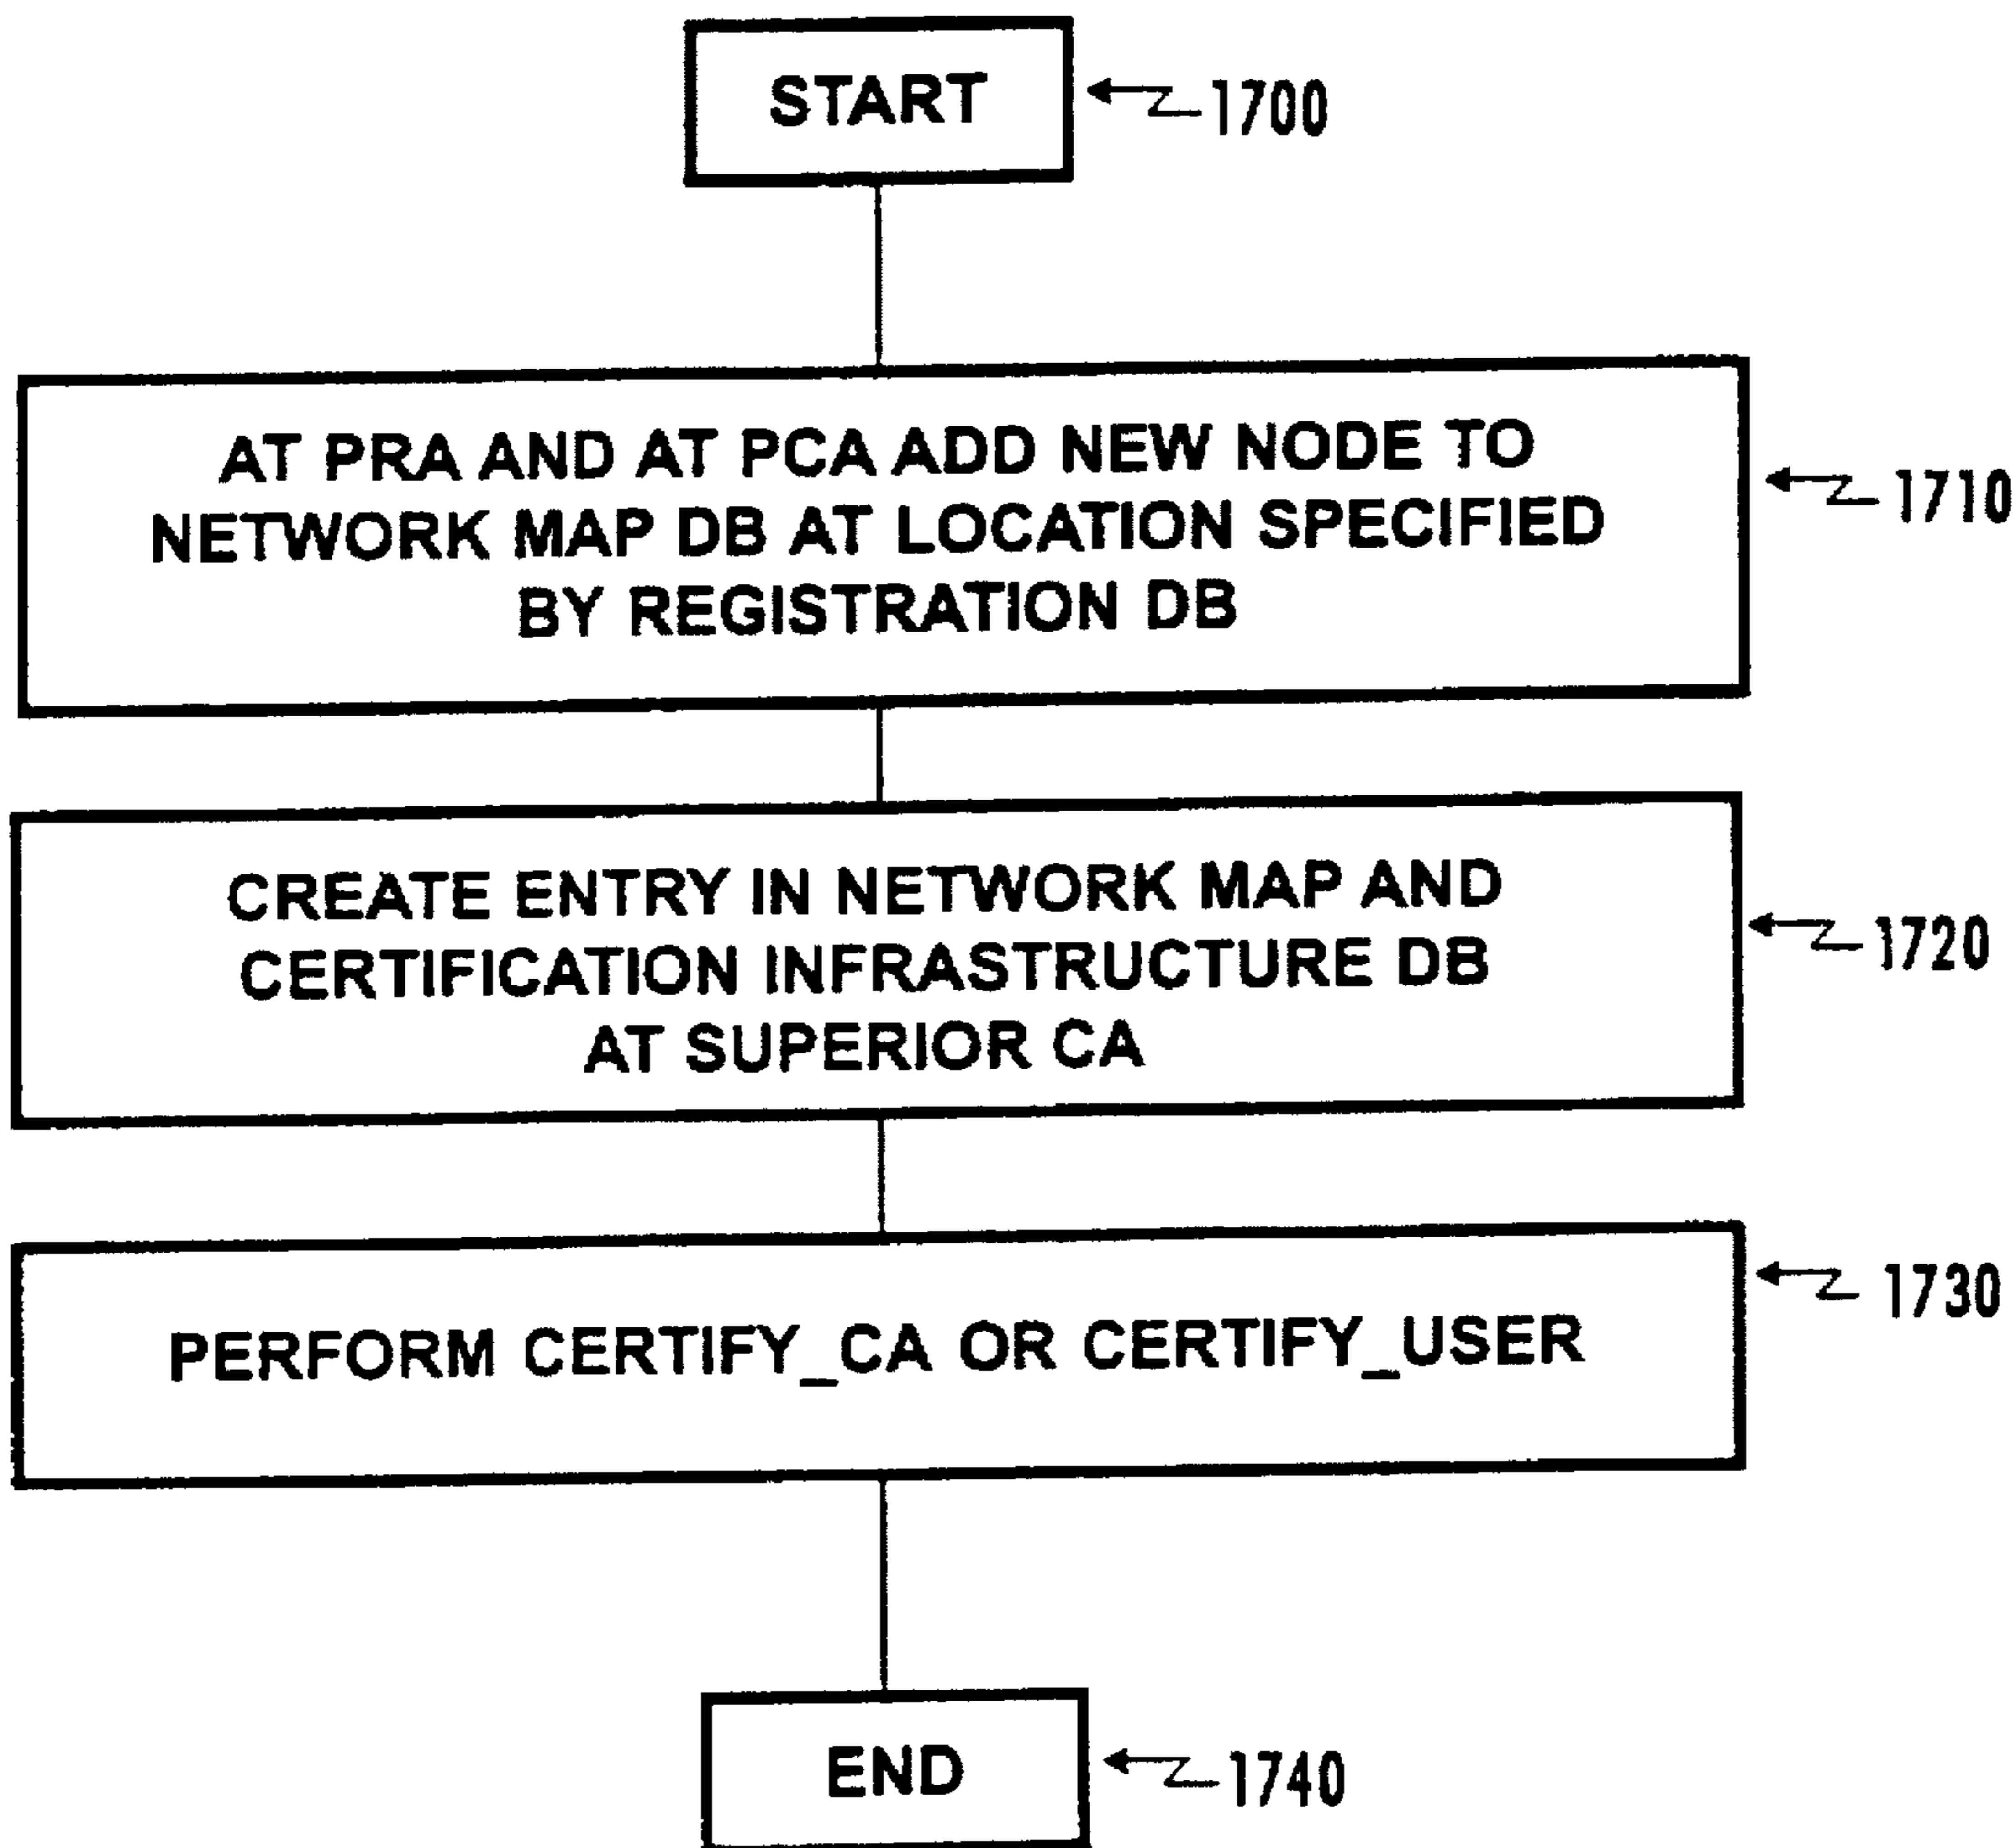 START
1700
AT PRA AND AT PCA ADD NEW NODE TO
NETWORK MAP DB AT LOCATION SPECIFIED
BY REGISTRATION DB
1710
CREATE ENTRY IN NETWORK MAP AND
CERTIFICATION INFRASTRUCTURE DB
AT SUPERIOR CA
1720
PERFORM CERTIFY_CA OR CERTIFY_USER
1730
END
1740